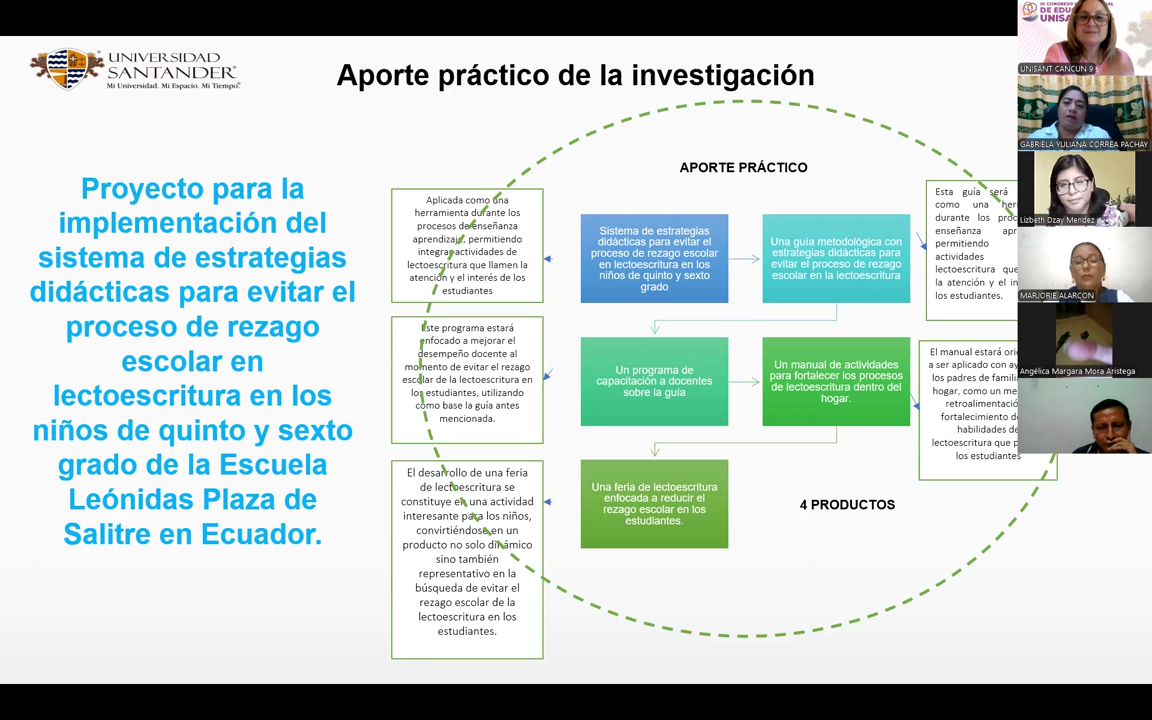 UNIVERSIDAD
SANTANDER
Mi Universidad. Mi Espacio. Mi Tiempo.
Aporte práctico de la investigación
Proyecto para la
implementación del
sistema de estrategias
didácticas para evitar el
proceso de rezago
escolar en
lectoescritura en los
niños de quinto y sexto
grado de la Escuela
Leónidas Plaza de
Salitre en Ecuador.
APORTE PRÁCTICO
Aplicada como una
herramienta durante los
procesos de enseñanza
aprendizaje, permitiendo
integrar actividades de
lectoescritura que llamen la
atención y el interés de los
estudiantes
Sistema de estrategias
didácticas para evitar el
proceso de rezago escolar
en lectoescritura en los
niños de quinto y sexto
grado
Una guía metodológica con
estrategias didácticas para
evitar el proceso de rezago
escolar en la lectoescritura
Esta guía será
como una
durante los
enseñanza
permitiendo
actividades
lectoescritura que
la atención y el
los estudiantes.
Este programa estará
enfocado a mejorar el
desempeño docente al
momento de evitar el rezago
escolar de la lectoescritura en
los estudiantes, utilizando
como base la guía antes
mencionada.
Un programa de
capacitación a docentes
sobre la guía
Un manual de actividades
para fortalecer los procesos
de lectoescritura dentro del
hogar.
El manual estará
a ser aplicado con
los padres de
hogar, como un
retroalimentación
fortalecimiento
habilidades de
lectoescritura que
los estudiantes
El desarrollo de una feria
de lectoescritura se
constituye en una actividad
interesante para los niños,
convirtiéndose en un
producto no solo dinámico
sino también
representativo en la
búsqueda de evitar el
rezago escolar de la
lectoescritura en los
estudiantes.
Una feria de lectoescritura
enfocada a reducir el
rezago escolar en los
estudiantes.
4 PRODUCTOS
IX CONGRESO
DE
UNISANT CANCUN 9 6
GABRIELA YULIANA CORREA PACHAY
Lizbeth Dzay Mendez
MARJORIE ALARCON
Angélica Margara Mora Aristega